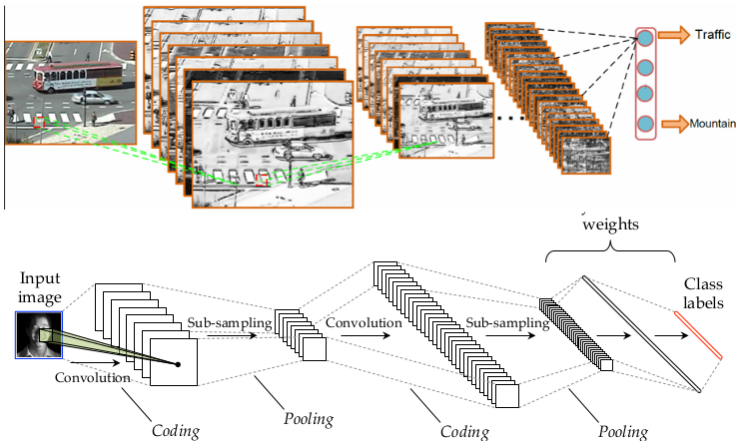 Traffic
Mountain
weights
Input
image
Class
labels
Sub-sampling
Convolution
Sub-sampling
Convolution
Coding
Pooling
Coding
Pooling